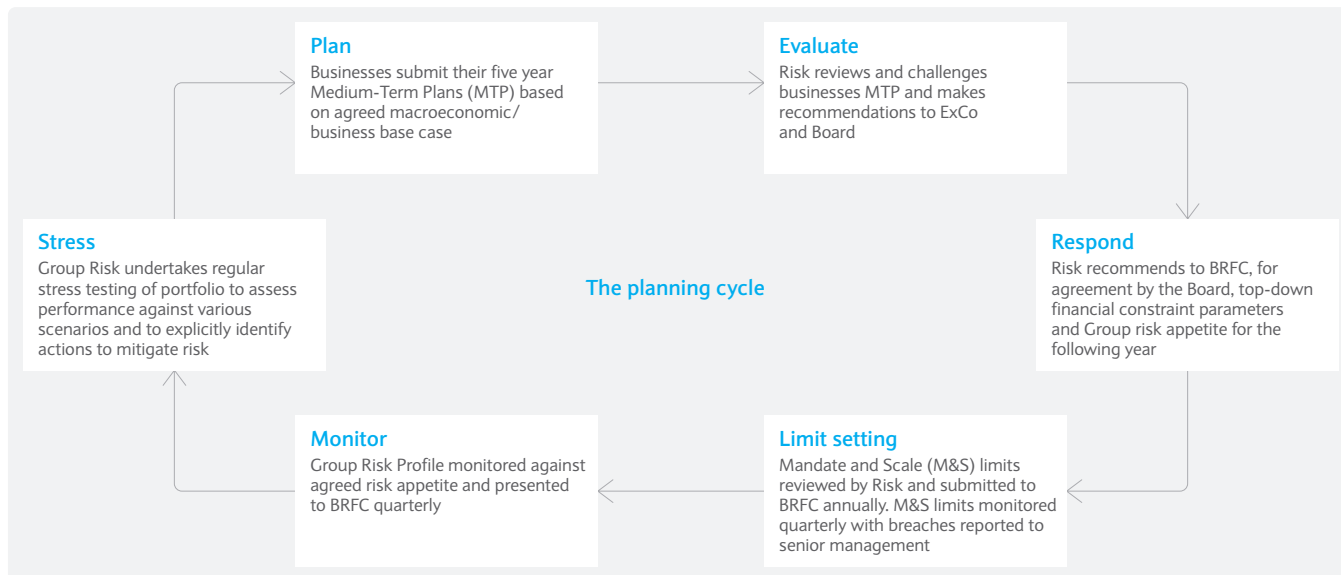 Plan
Businesses submit their five year
Medium-Term Plans (MTP) based
on agreed macroeconomic/
business base case
Evaluate
Risk reviews and challenges
businesses MTP and makes
recommendations to ExCo
and Board
Respond
Risk recommends to BRFC, for
agreement by the Board, top-down
financial constraint parameters
and Group risk appetite for the
following year
Limit setting
Mandate and Scale (M&S) limits
reviewed by Risk and submitted to
BRFC annually. M&S limits monitored
quarterly with breaches reported to
senior management
Monitor
Group Risk Profile monitored against
agreed risk appetite and presented
to BRFC quarterly
Stress
Group Risk undertakes regular
stress testing of portfolio to assess
performance against various
scenarios and to explicitly identify
actions to mitigate risk
The planning cycle